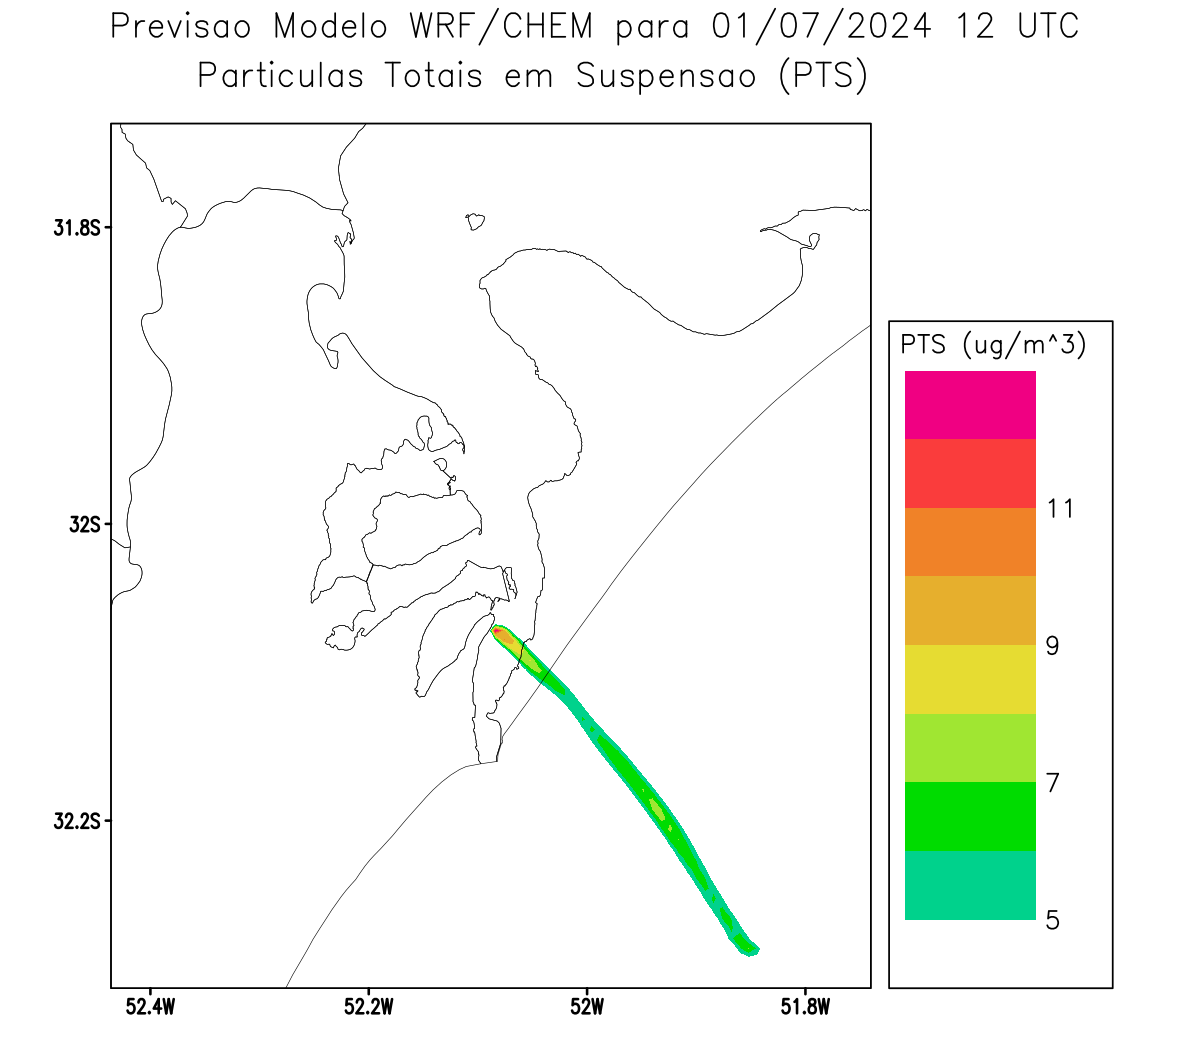 Previsao Modelo WRF/CHEM para 01/07/2024 12 UTC
Particulas Totais em Suspensao (PTS)
31.8S
32S
32.2S
52.4W 52.2W 52W 51.8W
PTS (ug/m^3)
11
9
7
5